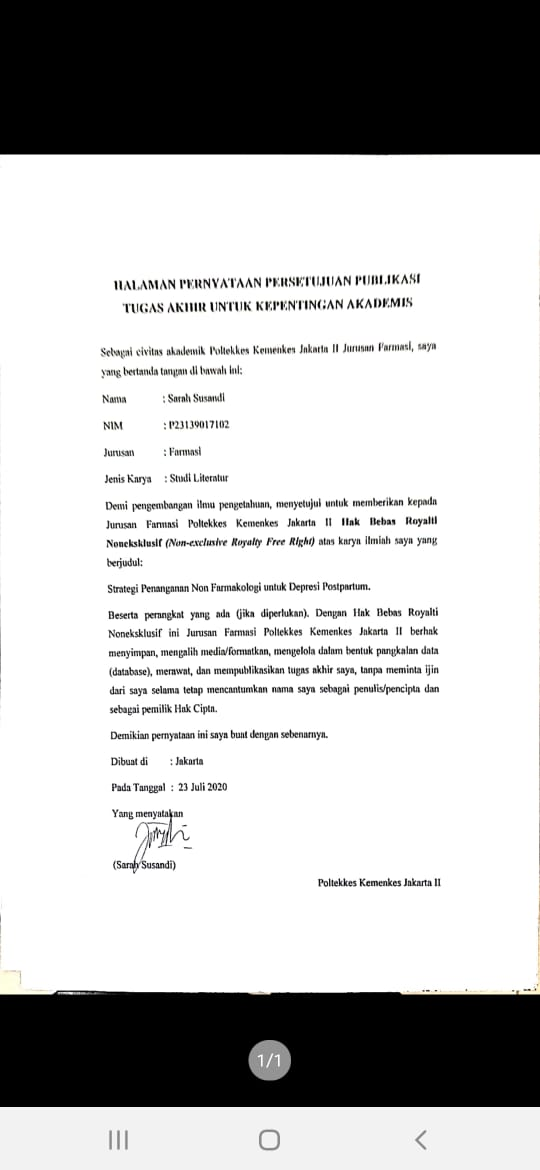 HALAMAN PERNYATAAN PERSETUJUAN PUBLIKASI
TUGAS AKHIR UNTUK KEPENTINGAN AKADEMIS
Sebagai civitas akademik Poltekkes Kemenkes Jakarta II Jurusan Farmasi, saya
yang bertanda tangan di bawah ini:
Nama : Sarah Susandi
NIM : P23139017102
Jurusan : Farmasi
Jenis Karya : Studi Literatur
Demi pengembangan ilmu pengetahuan, menyetujui untuk memberikan kepada
Jurusan Farmasi Poltekkes Kemenkes Jakarta II Hak Bebas Royalti
Noneksklusif (Non-exclusive Royalty Free Right) atas karya ilmiah saya yang
berjudul:
Strategi Penanganan Non Farmakologi untuk Depresi Postpartum.
Beserta perangkat yang ada (jika diperlukan). Dengan Hak Bebas Royalti
Noneksklusif ini Jurusan Farmasi Poltekkes Kemenkes Jakarta II berhak
menyimpan, mengalih media/formatkan, mengelola dalam bentuk pangkalan data
(database), merawat, dan mempublikasikan tugas akhir saya, tanpa meminta ijin
dari saya selama tetap mencantumkan nama saya sebagai penulis/pencipta dan
sebagai pemilik Hak Cipta.
Demikian pernyataan ini saya buat dengan sebenarnya.
Dibuat di : Jakarta
Pada Tanggal : 23 Juli 2020
Yang menyatakan
(Sarah Susandi)
Poltekkes Kemenkes Jakarta II
1/1